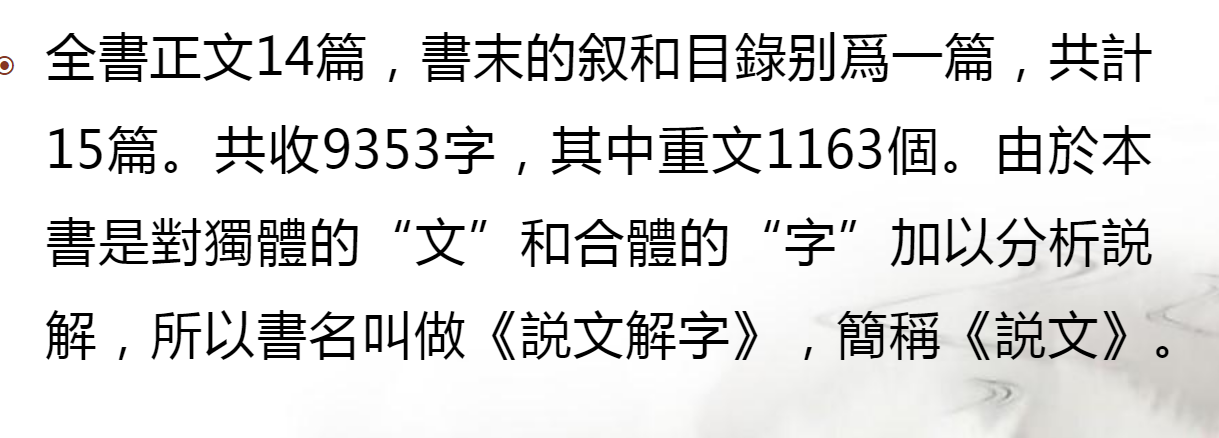 全書正文14篇，書末的叙和目錄别爲一篇，共計
15篇。共收9353字，其中重文1163個。由於本
書是對獨體的“文”和合體的“字”加以分析説
解，所以書名叫做《説文解字》，簡稱《説文》。